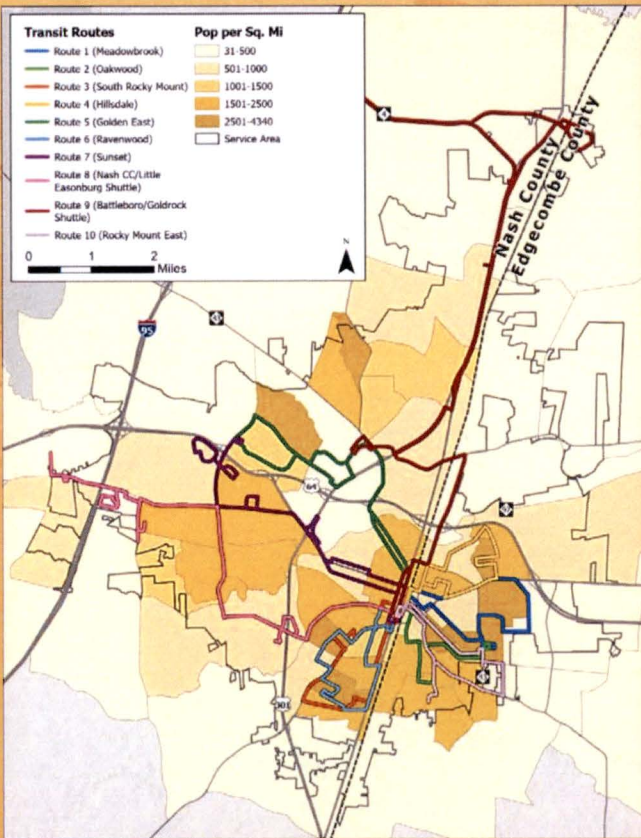 Transit Routes
Route 1 (Meadowbrook)
Route 2 (Oakwood)
Route 3 (South Rocky Mount)
Route 4 (Hillsdale)
Route 5 (Golden East)
Route 6 (Ravenwood)
Route 7 (Sunset)
Route 8 (Nash CC/Little
Easonburg Shuttle)
Route 9 (Battleboro/Goldrock
Shuttle)
Route 10 (Rocky Mount East)
Pop per Sq. Mi
31-500
501-1000
1001-1500
1501-2500
2501-4340
Service Area
0 1 2
Miles
N
4
Nash County
Edgecombe County
95
64
301